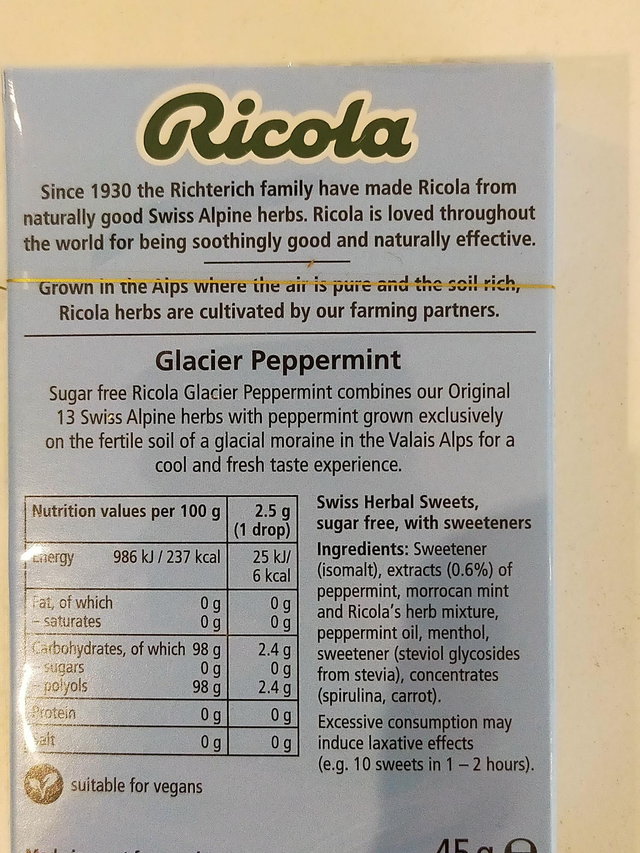 Ricola
Since 1930 the Richterich family have made Ricola from
naturally good Swiss Alpine herbs. Ricola is loved throughout
the world for being soothingly good and naturally effective.
Grown in the Alps where the air is pure and the soil rich,
Ricola herbs are cultivated by our farming partners.
Glacier Peppermint
Sugar free Ricola Glacier Peppermint combines our Original
13 Swiss Alpine herbs with peppermint grown exclusively
on the fertile soil of a glacial moraine in the Valais Alps for a
cool and fresh taste experience.
Nutrition values per 100 g 2.5 g
(1 drop)
Energy 986 kJ / 237 kcal 25 kJ/
6 kcal
Fat, of which 0 g 0 g
– saturates 0 g 0 g
Carbohydrates, of which 98 g 2.4 g
– sugars 0 g 0 g
– polyols 98 g 2.4 g
Protein 0 g 0 g
Salt 0 g 0 g
suitable for vegans
Swiss Herbal Sweets,
sugar free, with sweeteners
Ingredients: Sweetener
(isomalt), extracts (0.6%) of
peppermint, morrocan mint
and Ricola's herb mixture,
peppermint oil, menthol,
sweetener (steviol glycosides
from stevia), concentrates
(spirulina, carrot).
Excessive consumption may
induce laxative effects
(e.g. 10 sweets in 1 – 2 hours).
45 g ℮